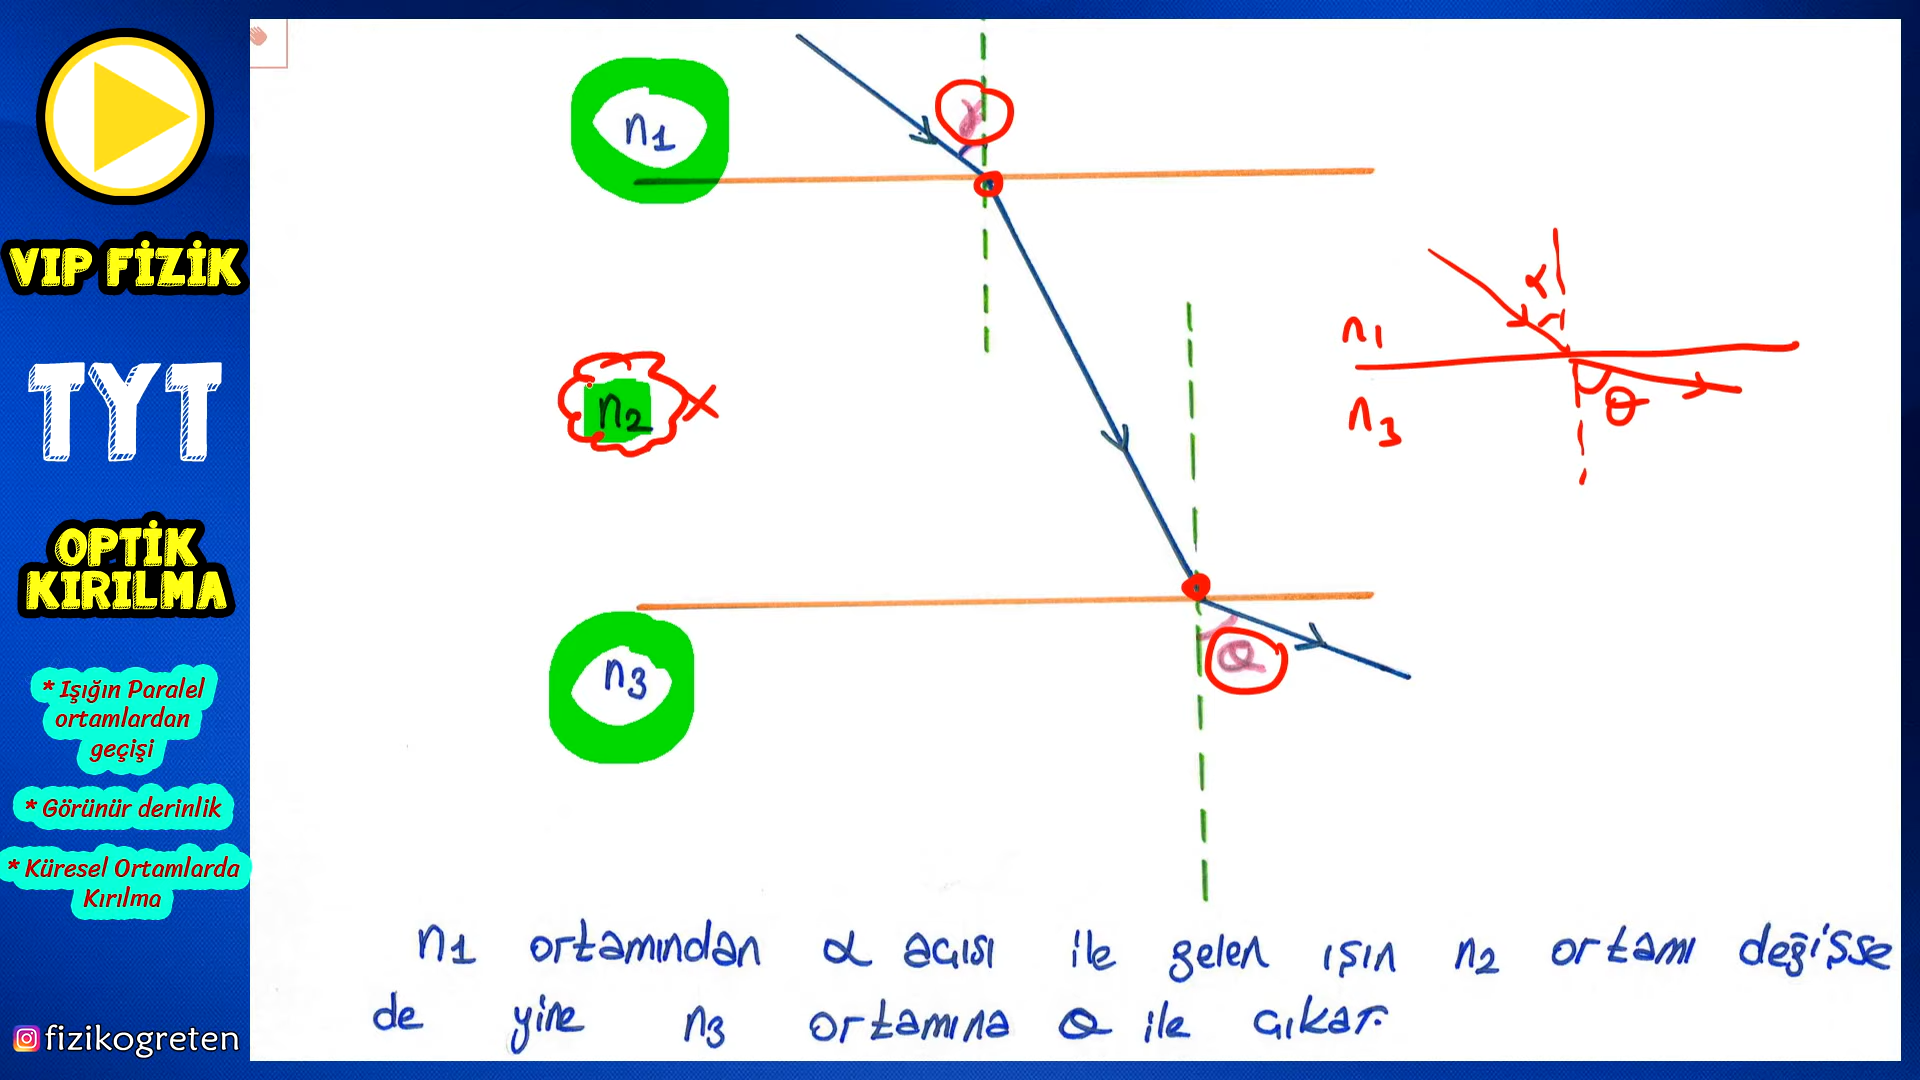 VIP FİZİK
TYT
OPTİK
KIRILMA
* Işığın Paralel
ortamlardan
geçişi
* Görünür derinlik
* Küresel Ortamlarda
Kırılma
fizikogreten
n1
α
n2
n3
θ
α
n1
n3
θ
n1 ortamından α açısı ile gelen ışın n2 ortamı değişse
de yine n3 ortamına θ ile çıkar.